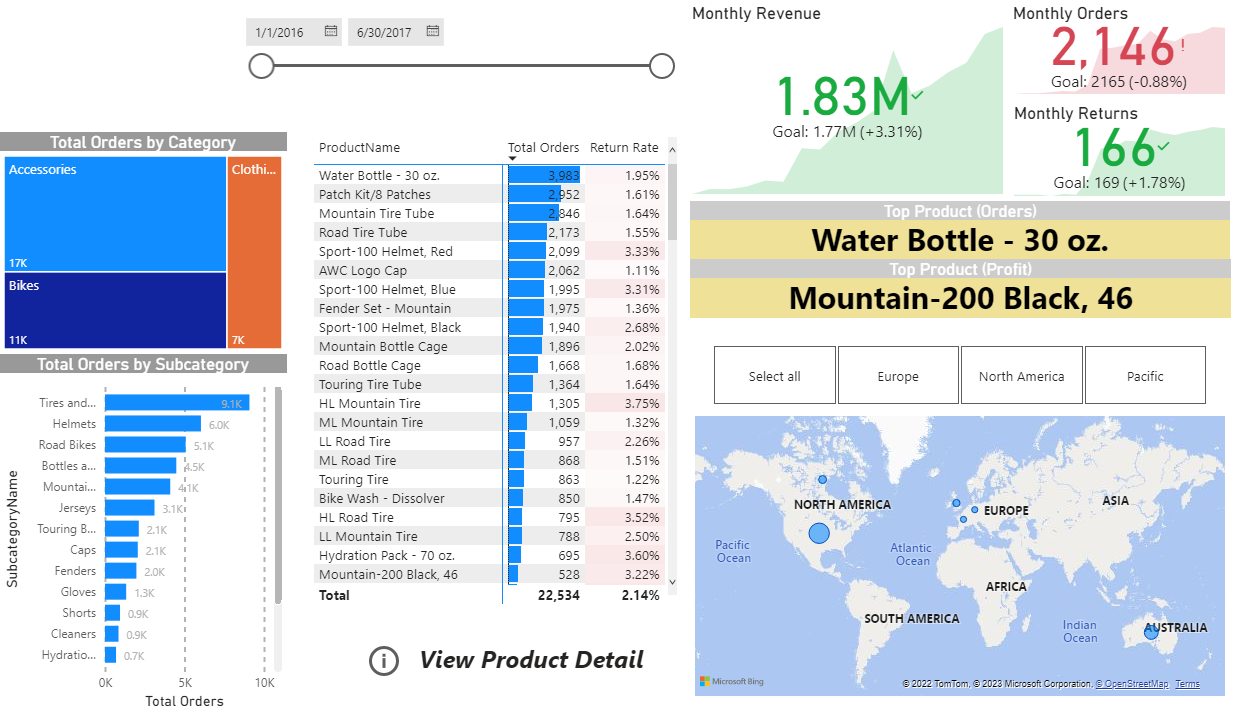 1/1/2016 6/30/2017
Total Orders by Category
Accessories
17K
Bikes
11K
Clothi...
7K
Total Orders by Subcategory
SubcategoryName
Tires and... 9.1K
Helmets 6.0K
Road Bikes 5.1K
Bottles a... 4.5K
Mountai... 4.1K
Jerseys 3.1K
Touring B... 2.1K
Caps 2.1K
Fenders 2.0K
Gloves 1.3K
Shorts 0.9K
Cleaners 0.9K
Hydratio... 0.7K
0K 5K 10K
Total Orders
ProductName Total Orders Return Rate
Water Bottle - 30 oz. 3,983 1.95%
Patch Kit/8 Patches 2,952 1.61%
Mountain Tire Tube 2,846 1.64%
Road Tire Tube 2,173 1.55%
Sport-100 Helmet, Red 2,099 3.33%
AWC Logo Cap 2,062 1.11%
Sport-100 Helmet, Blue 1,995 3.31%
Fender Set - Mountain 1,975 1.36%
Sport-100 Helmet, Black 1,940 2.68%
Mountain Bottle Cage 1,896 2.02%
Road Bottle Cage 1,668 1.68%
Touring Tire Tube 1,364 1.64%
HL Mountain Tire 1,305 3.75%
ML Mountain Tire 1,059 1.32%
LL Road Tire 957 2.26%
ML Road Tire 868 1.51%
Touring Tire 863 1.22%
Bike Wash - Dissolver 850 1.47%
HL Road Tire 795 3.52%
LL Mountain Tire 788 2.50%
Hydration Pack - 70 oz. 695 3.60%
Mountain-200 Black, 46 528 3.22%
Total 22,534 2.14%
View Product Detail
Monthly Revenue
1.83M
Goal: 1.77M (+3.31%)
Monthly Orders
2,146!
Goal: 2165 (-0.88%)
Monthly Returns
166
Goal: 169 (+1.78%)
Top Product (Orders)
Water Bottle - 30 oz.
Top Product (Profit)
Mountain-200 Black, 46
Select all Europe North America Pacific
NORTH AMERICA
EUROPE
ASIA
Pacific
Ocean
Atlantic
Ocean
AFRICA
SOUTH AMERICA
Indian
Ocean
AUSTRALIA
Microsoft Bing
© 2022 TomTom, © 2023 Microsoft Corporation, © OpenStreetMap Terms